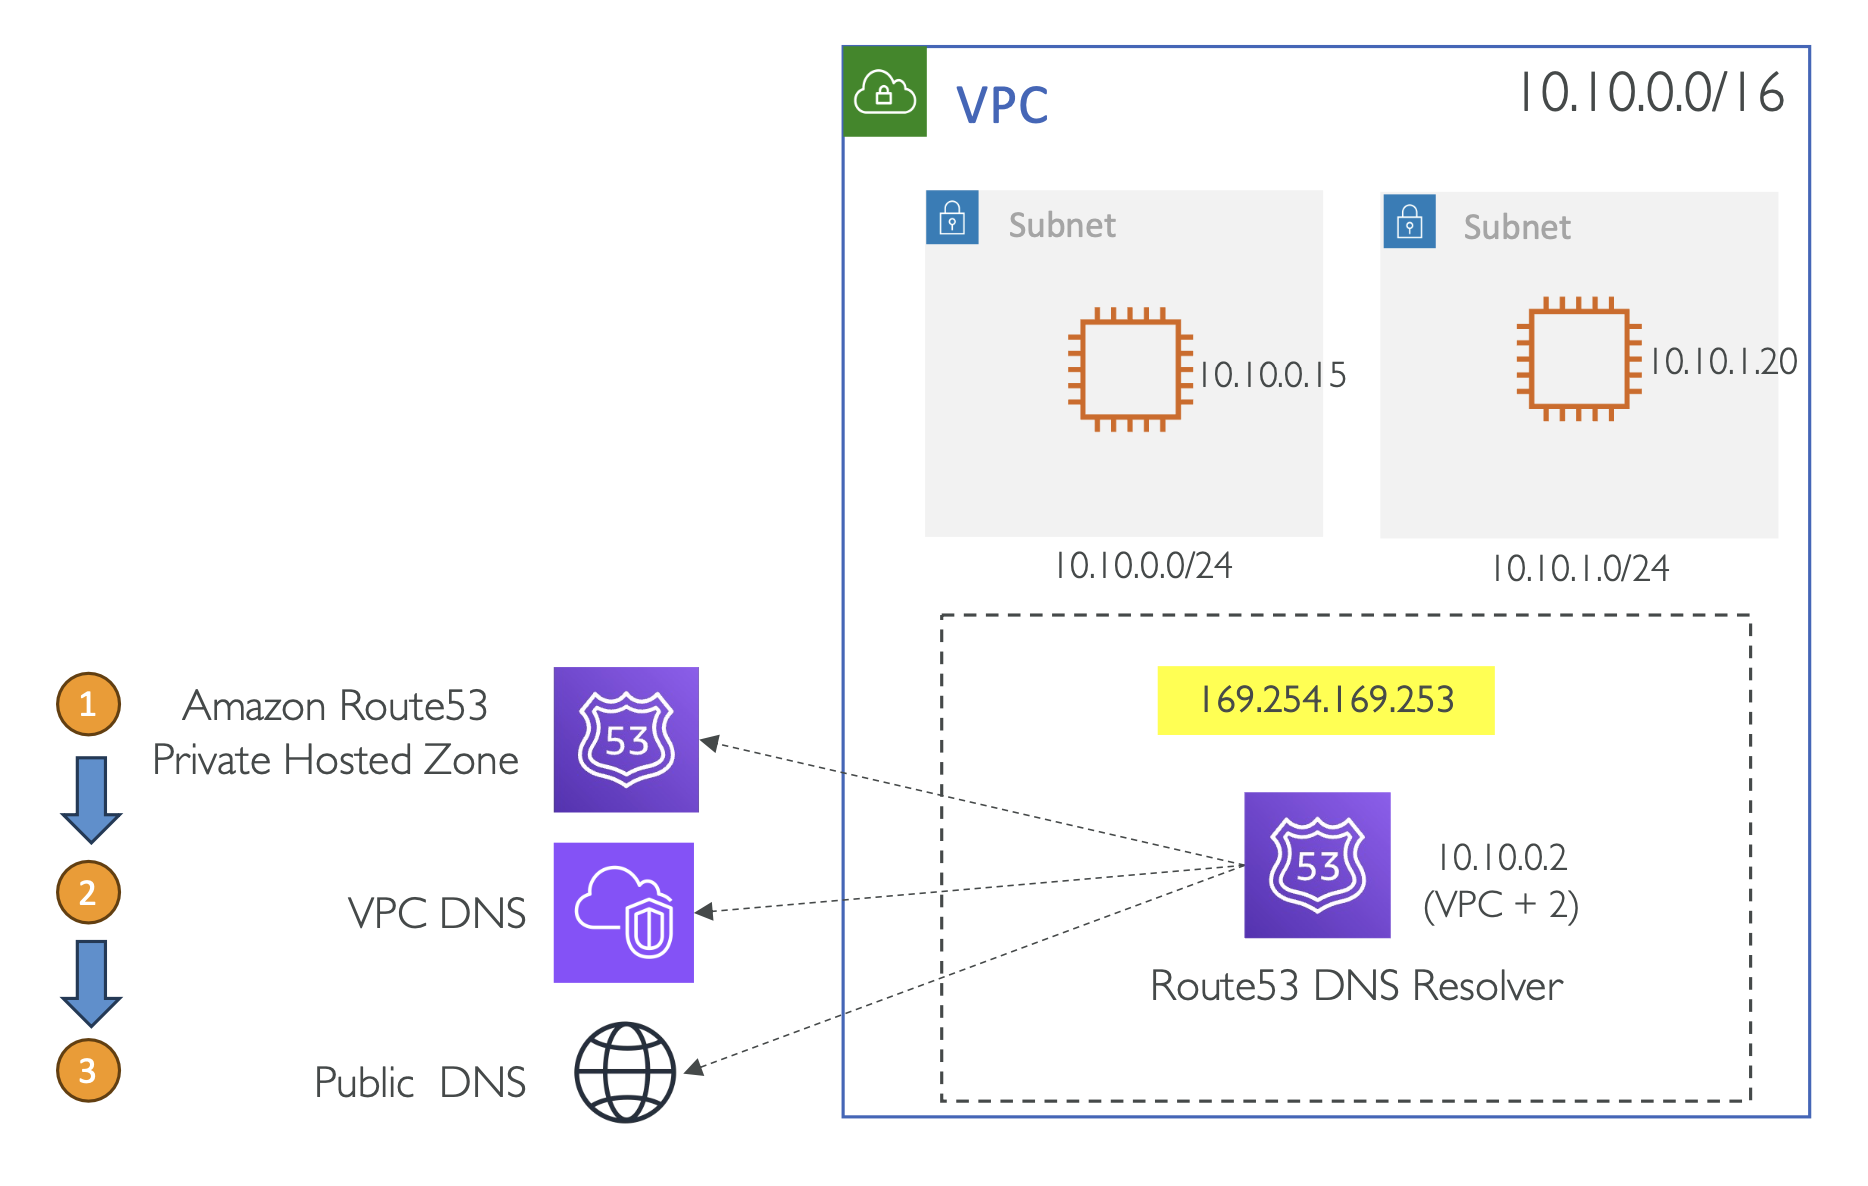 VPC
10.10.0.0/16
Subnet
Subnet
10.10.0.15
10.10.1.20
10.10.0.0/24
10.10.1.0/24
169.254.169.253
53
10.10.0.2
(VPC + 2)
Route53 DNS Resolver
1
Amazon Route53
Private Hosted Zone
53
2
VPC DNS
3
Public DNS